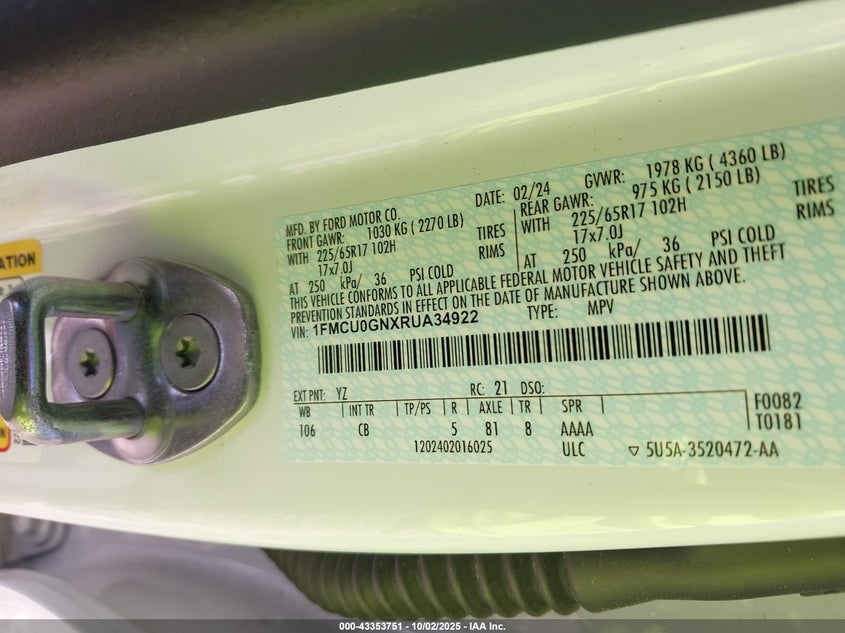 ATION
MFD. BY FORD MOTOR CO.
DATE: 02/24
GVWR: 1978 KG ( 4360 LB)
FRONT GAWR: 1030 KG ( 2270 LB)
REAR GAWR: 975 KG ( 2150 LB)
WITH 225/65R17 102H TIRES
WITH 225/65R17 102H TIRES
17x7.0J RIMS
17x7.0J RIMS
AT 250 kPa/ 36 PSI COLD
AT 250 kPa/ 36 PSI COLD
THIS VEHICLE CONFORMS TO ALL APPLICABLE FEDERAL MOTOR VEHICLE SAFETY AND THEFT
PREVENTION STANDARDS IN EFFECT ON THE DATE OF MANUFACTURE SHOWN ABOVE.
VIN: 1FMCU0GNXRUA34922 TYPE: MPV
EXT PNT: YZ RC: 21 DSO:
WB INT TR TP/PS R AXLE TR SPR F0082
106 CB 5 81 8 AAAA T0181
1202402016025 ULC ▽ 5U5A-3520472-AA
000-43353751 - 10/02/2025 - IAA Inc.